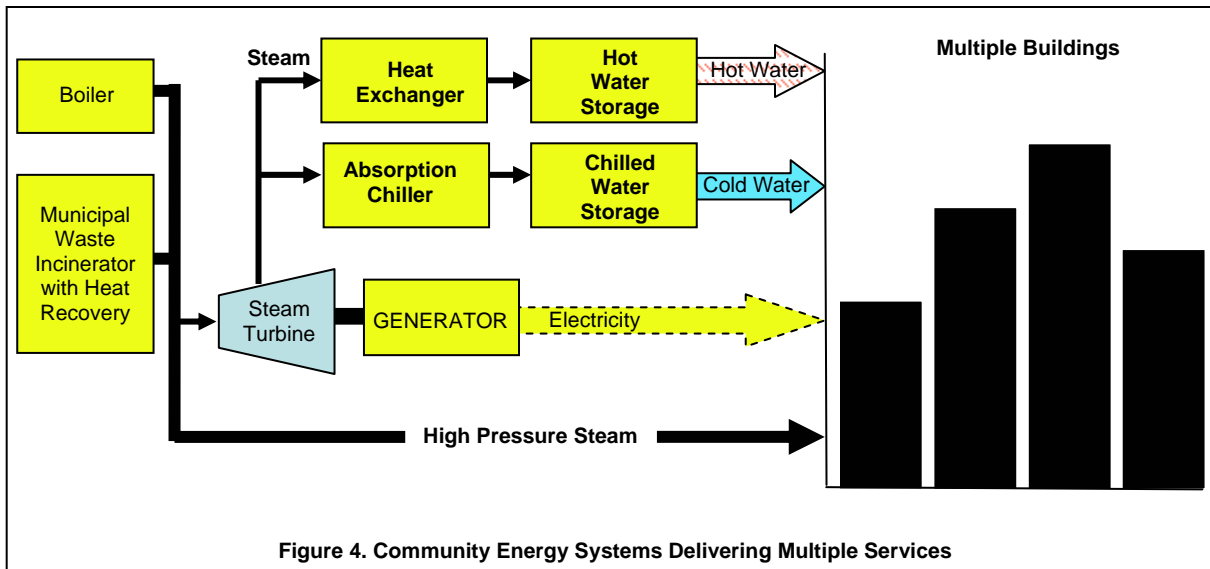 Boiler
Municipal
Waste
Incinerator
with Heat
Recovery
Steam
Heat
Exchanger
Hot
Water
Storage
Hot Water
Absorption
Chiller
Chilled
Water
Storage
Cold Water
Steam
Turbine
GENERATOR
Electricity
High Pressure Steam
Multiple Buildings
Figure 4. Community Energy Systems Delivering Multiple Services